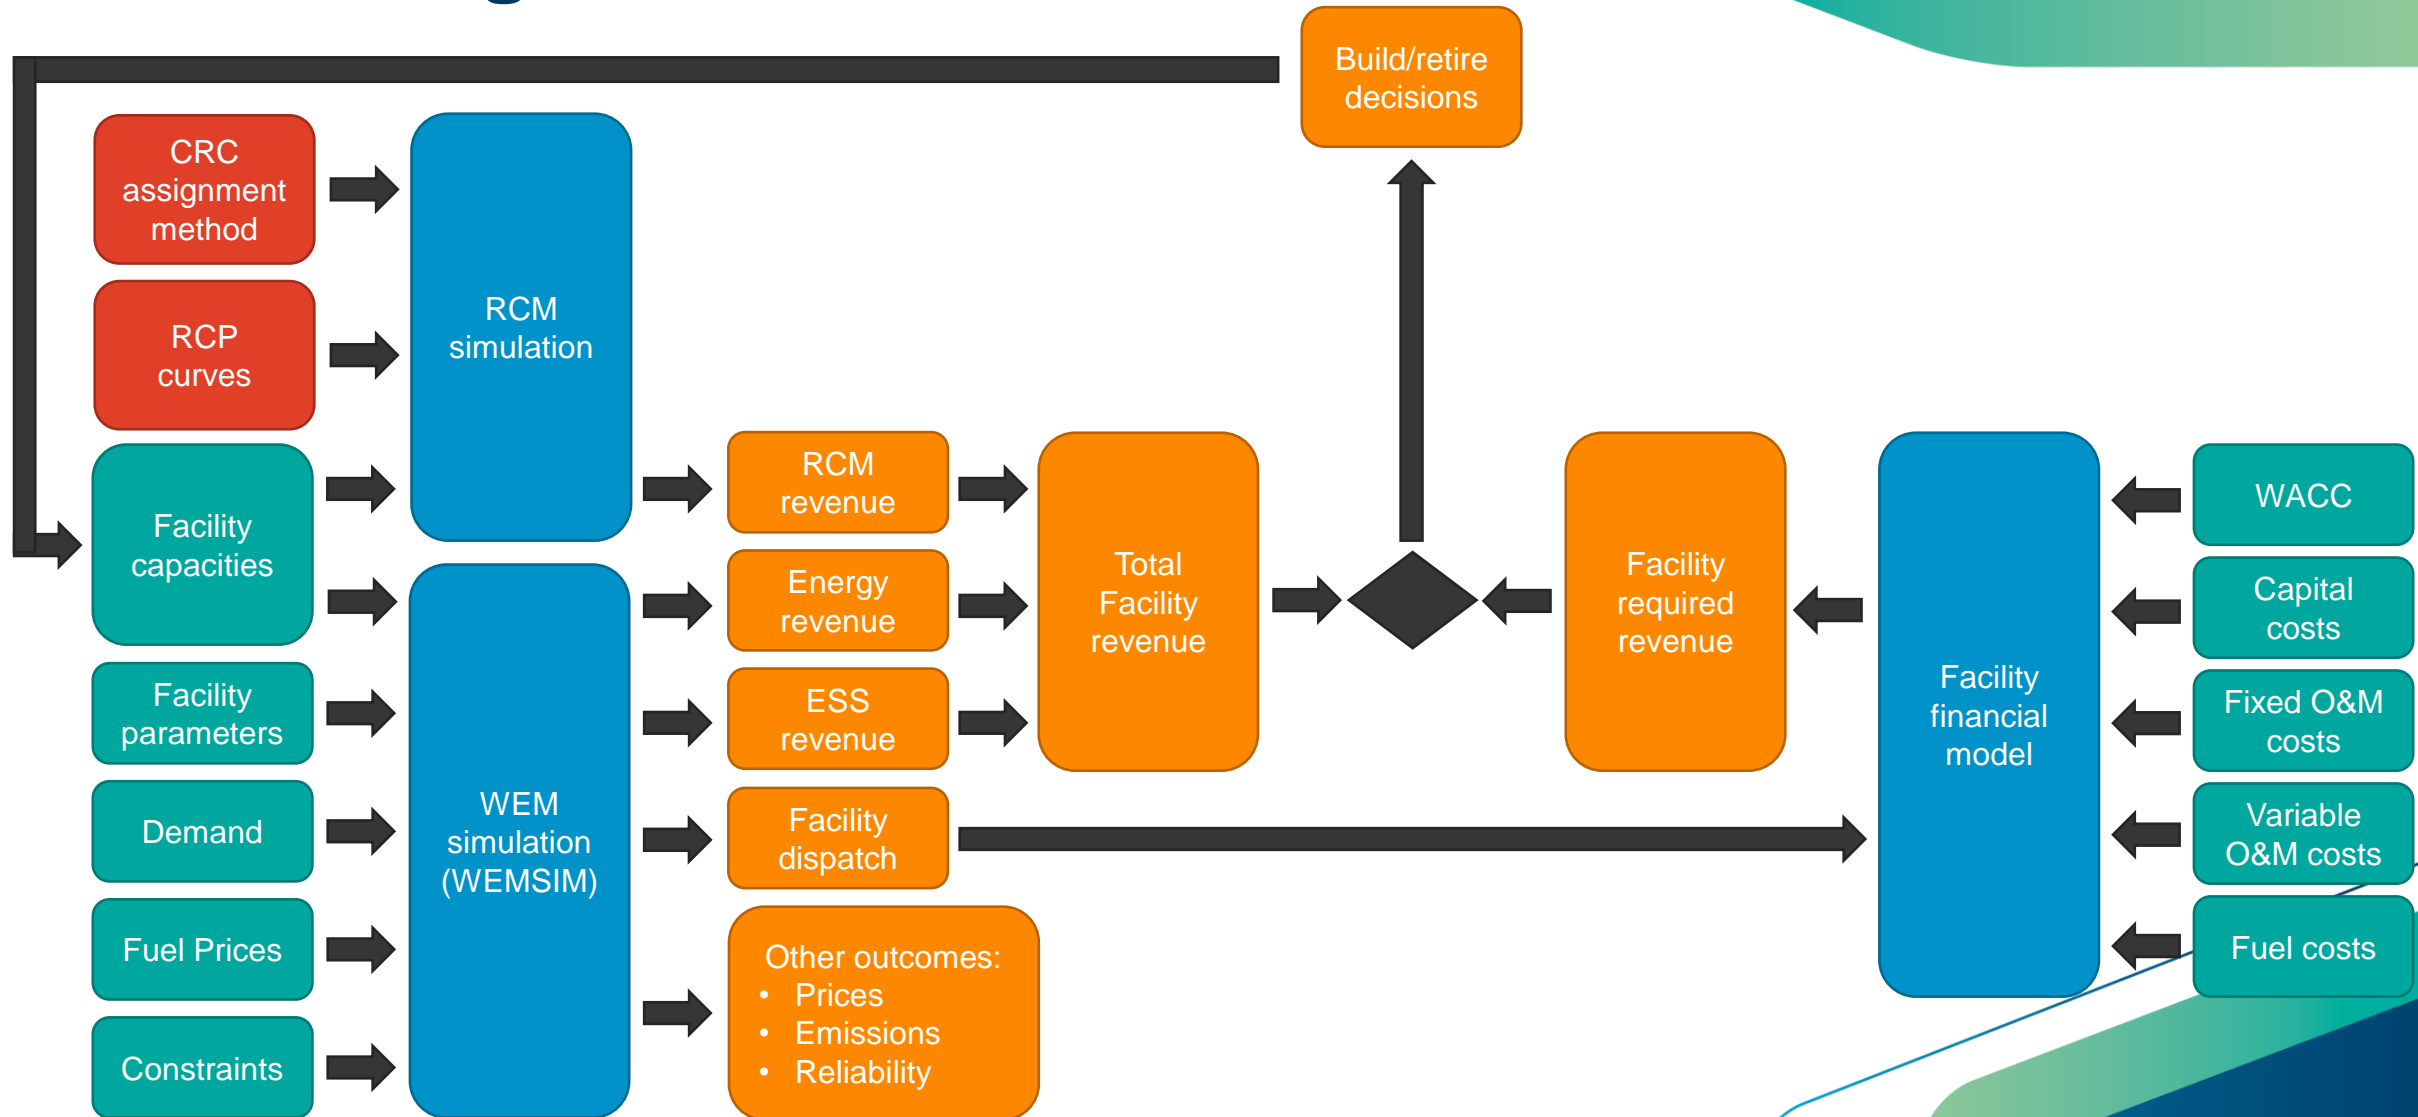 Build/retire
decisions
CRC
assignment
method
RCP
curves
RCM
simulation
Facility
capacities
Facility
parameters
Demand
Fuel Prices
Constraints
WEM
simulation
(WEMSIM)
RCM
revenue
Energy
revenue
ESS
revenue
Facility
dispatch
Other outcomes:
• Prices
• Emissions
• Reliability
Total
Facility
revenue
Facility
required
revenue
Facility
financial
model
WACC
Capital
costs
Fixed O&M
costs
Variable
O&M costs
Fuel costs